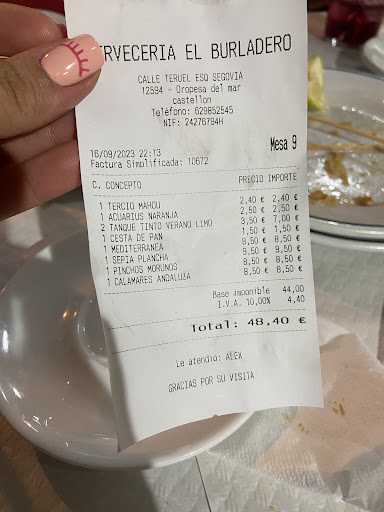 RVECERIA EL BURLADERO
CALLE TERUEL ESQ SEGOVIA
12594 - Oropesa del mar
castellon
Teléfono: 629852545
NIF: 24276794H
Mesa 9
16/09/2023 22:13
Factura Simplificada: 10672
C. CONCEPTO PRECIO IMPORTE
1 TERCIO MAHOU 2,40 € 2,40 €
1 ACUARIUS NARANJA 2,50 € 2,50 €
2 TANQUE TINTO VERANO LIMO 3,50 € 7,00 €
1 CESTA DE PAN 1,50 € 1,50 €
1 MEDITERRANEA 8,50 € 8,50 €
1 SEPIA PLANCHA 9,50 € 9,50 €
1 PINCHOS MORUNOS 8,50 € 8,50 €
1 CALAMARES ANDALUZA 8,50 € 8,50 €
Base imponible 44,00
I.V.A. 10,00% 4,40
Total: 48,40 €
Le atendió: ALEX
GRACIAS POR SU VISITA